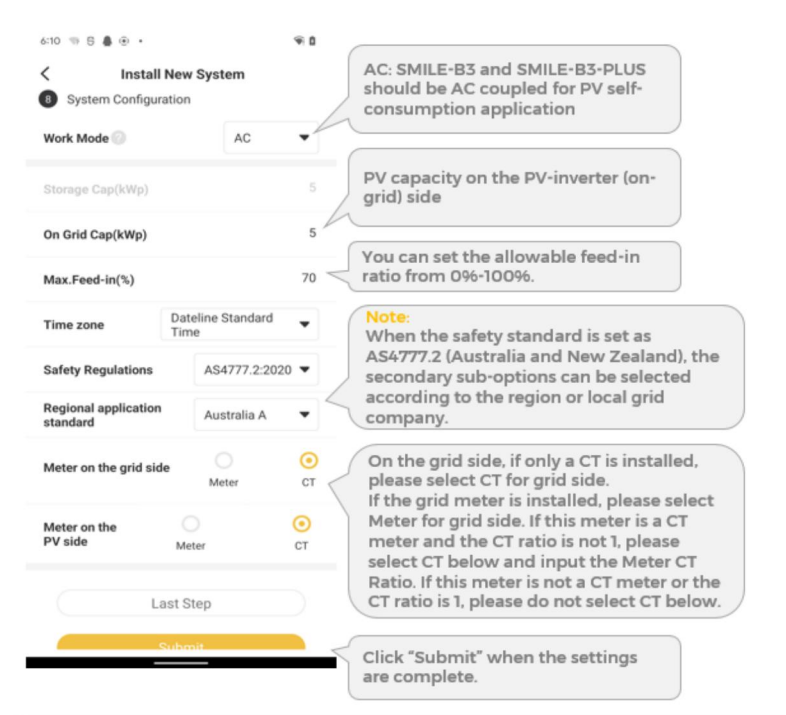 6:10
Install New System
8 System Configuration
Work Mode ?
AC
Storage Cap(kWp)
5
On Grid Cap(kWp)
5
Max.Feed-in(%)
70
Time zone
Dateline Standard
Time
Safety Regulations
AS4777.2:2020
Regional application
standard
Australia A
Meter on the grid side
Meter
CT
Meter on the
PV side
Meter
CT
Last Step
Submit
AC: SMILE-B3 and SMILE-B3-PLUS
should be AC coupled for PV self-
consumption application
PV capacity on the PV-inverter (on-
grid) side
You can set the allowable feed-in
ratio from 0%-100%.
Note:
When the safety standard is set as
AS4777.2 (Australia and New Zealand), the
secondary sub-options can be selected
according to the region or local grid
company.
On the grid side, if only a CT is installed,
please select CT for grid side.
If the grid meter is installed, please select
Meter for grid side. If this meter is a CT
meter and the CT ratio is not 1, please
select CT below and input the Meter CT
Ratio. If this meter is not a CT meter or the
CT ratio is 1, please do not select CT below.
Click “Submit” when the settings
are complete.